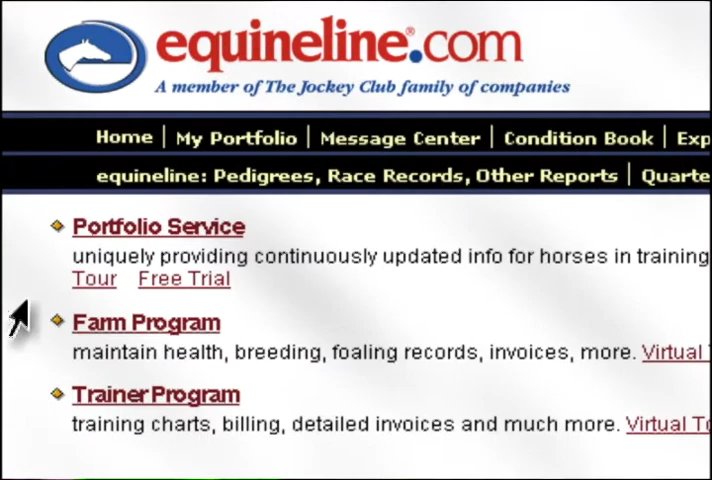 equineline®.com
A member of The Jockey Club family of companies
Home | My Portfolio | Message Center | Condition Book | Exp
equineline: Pedigrees, Race Records, Other Reports | Quarte
Portfolio Service
uniquely providing continuously updated info for horses in training
Tour Free Trial
Farm Program
maintain health, breeding, foaling records, invoices, more. Virtual
Trainer Program
training charts, billing, detailed invoices and much more. Virtual To